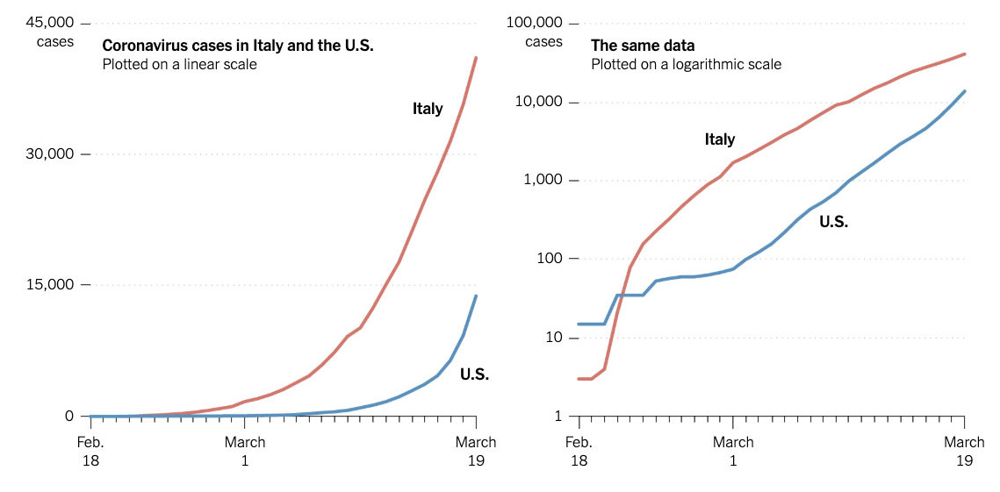 45,000
cases
Coronavirus cases in Italy and the U.S.
Plotted on a linear scale
Italy
30,000
15,000
U.S.
0
Feb.
18
March
1
March
19
100,000
cases
The same data
Plotted on a logarithmic scale
10,000
Italy
1,000
U.S.
100
10
1
Feb.
18
March
1
March
19